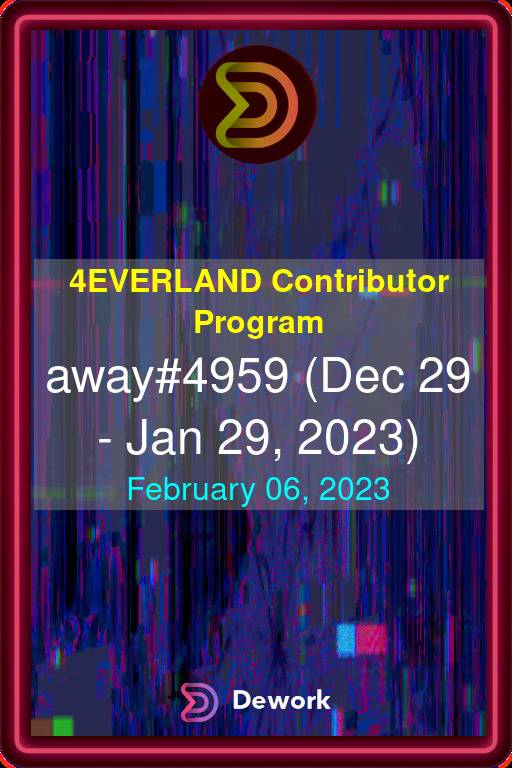 4EVERLAND Contributor
Program
away#4959 (Dec 29
- Jan 29, 2023)
February 06, 2023
Dework